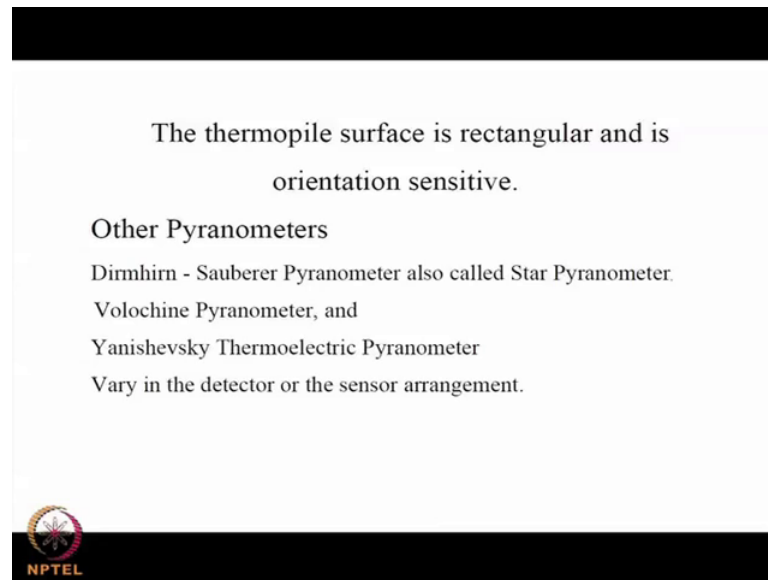 The thermopile surface is rectangular and is
orientation sensitive.
Other Pyranometers
Dirmhirn - Sauberer Pyranometer also called Star Pyranometer.
Volochine Pyranometer, and
Yanishevsky Thermoelectric Pyranometer
Vary in the detector or the sensor arrangement.
NPTEL